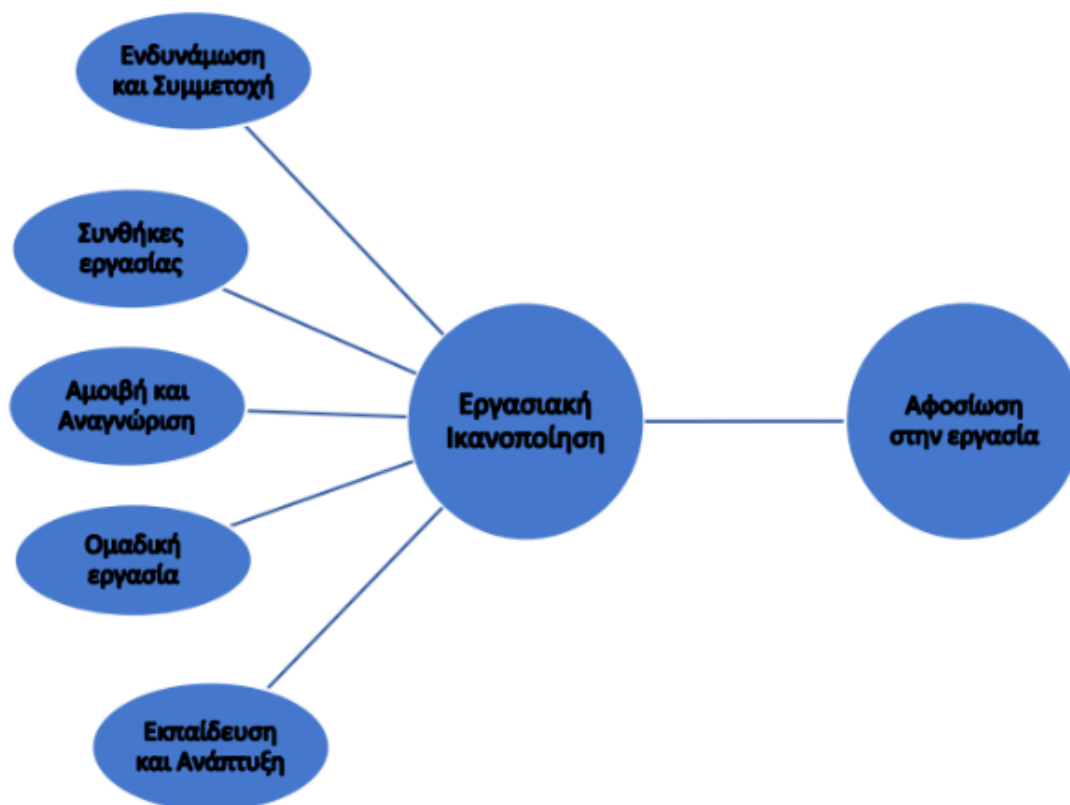 Ενδυνάμωση
και Συμμετοχή
Συνθήκες
εργασίας
Αμοιβή και
Αναγνώριση
Ομαδική
εργασία
Εκπαίδευση
και Ανάπτυξη
Εργασιακή
Ικανοποίηση
Αφοσίωση
στην εργασία